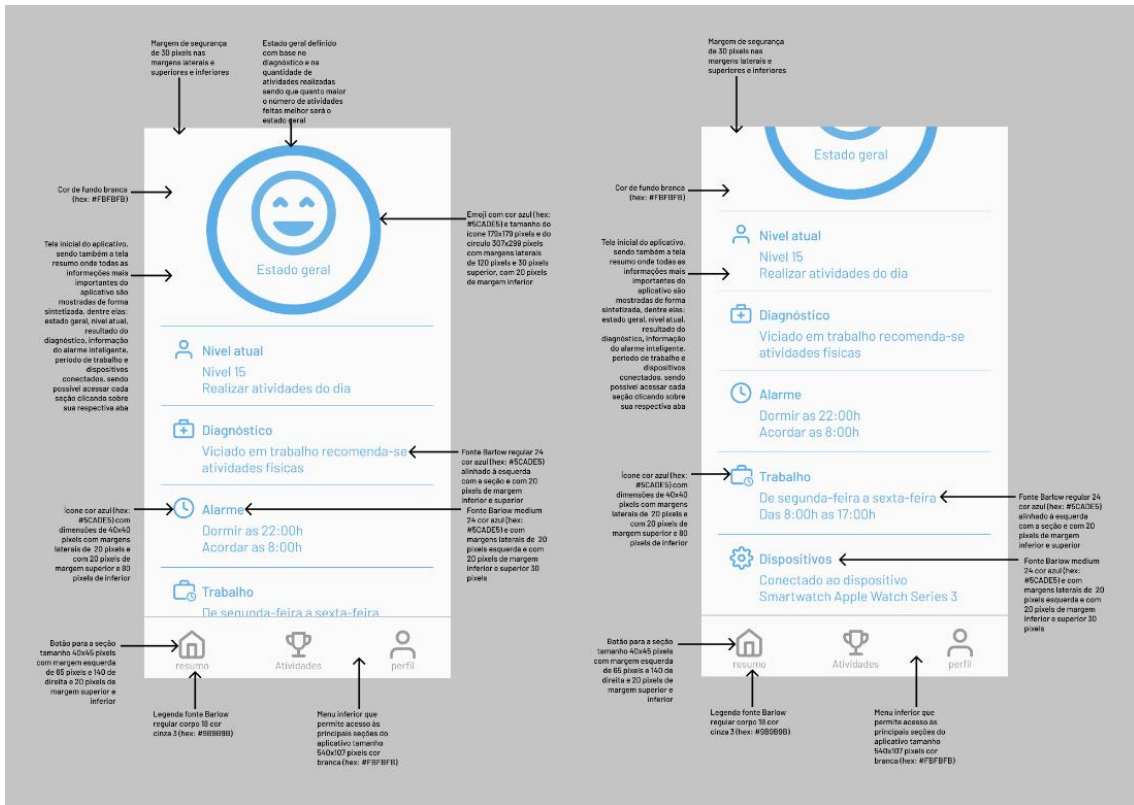 Margem de segurança
de 30 pixels nas
margens laterais e
superiores e inferiores
Estado geral definido
com base no
diagnóstico e na
quantidade de
atividades realizadas
sendo que quanto maior
o número de atividades
feitas melhor será o
estado geral
Cor de fundo branca
(hex: #FBFBFB)
Tela inicial do aplicativo,
sendo também a tela
resumo onde todas as
informações mais
importantes do
aplicativo são
mostradas de forma
sintetizada, dentre elas:
estado geral, nivel atual,
resultado do
diagnóstico, informação
do alarme inteligente,
periodo de trabalho e
dispositivos
conectados, sendo
possivel acessar cada
seção clicando sobre
sua respectiva aba
Estado geral
Emoji com cor azul (hex:
#5CADE5) e tamanho do
icone 179x179 pixels e do
circulo 307x299 pixels
com margens laterais
de 120 pixels e 30 pixels
superior, com 20 pixels
de margem inferior
Nivel atual
Nivel 15
Realizar atividades do dia
Diagnóstico
Viciado em trabalho recomenda-se
atividades fisicas
Alarme
Dormir as 22:00h
Acordar as 8:00h
Trabalho
De segunda-feira a sexta-feira
Fonte Barlow regular 24
cor azul (hex: #5CADE5)
alinhado à esquerda
com a seção e com 20
pixels de margem
inferior e superior
Fonte Barlow medium
24 cor azul (hex:
#5CADE5) e com
margens laterais de 20
pixels esquerda e com
20 pixels de margem
inferior e superior 30
pixels
Ícone cor azul (hex:
#5CADE5) com
dimensões de 40x40
pixels com margens
laterais de 20 pixels e
com 20 pixels de
margem superior e 80
pixels de inferior
Botão para a seção
tamanho 40x45 pixels
com margem esquerda
de 65 pixels e 140 de
direita e 20 pixels da
margem superior e
inferior
resumo
Atividades
perfil
Legenda fonte Barlow
regular corpo 18 cor
cinza 3 (hex: #9B9B9B)
Menu inferior que
permite acesso às
principais seções do
aplicativo tamanho
540x107 pixels cor
branca (hex: #FBFBFB)
Margem de segurança
de 30 pixels nas
margens laterais e
superiores e inferiores
Cor de fundo branca
(hex: #FBFBFB)
Tela inicial do aplicativo,
sendo também a tela
resumo onde todas as
informações mais
importantes do
aplicativo são
mostradas de forma
sintetizada, dentre elas:
estado geral, nivel atual,
resultado do
diagnóstico, informação
do alarme inteligente,
periodo de trabalho e
dispositivos
conectados, sendo
possivel acessar cada
seção clicando sobre
sua respectiva aba
Estado geral
Nivel atual
Nivel 15
Realizar atividades do dia
Diagnóstico
Viciado em trabalho recomenda-se
atividades fisicas
Alarme
Dormir as 22:00h
Acordar as 8:00h
Trabalho
De segunda-feira a sexta-feira
Das 8:00h as 17:00h
Dispositivos
Conectado ao dispositivo
Smartwatch Apple Watch Series 3
Ícone cor azul (hex:
#5CADE5) com
dimensões de 40x40
pixels com margens
laterais de 20 pixels e
com 20 pixels de
margem superior e 80
pixels de inferior
Fonte Barlow regular 24
cor azul (hex: #5CADE5)
alinhado à esquerda
com a seção e com 20
pixels de margem
inferior e superior
Fonte Barlow medium
24 cor azul (hex:
#5CADE5) e com
margens laterais de 20
pixels esquerda e com
20 pixels de margem
inferior e superior 30
pixels
Botão para a seção
tamanho 40x45 pixels
com margem esquerda
de 65 pixels e 140 de
direita e 20 pixels da
margem superior e
inferior
resumo
Atividades
perfil
Legenda fonte Barlow
regular corpo 18 cor
cinza 3 (hex: #9B9B9B)
Menu inferior que
permite acesso às
principais seções do
aplicativo tamanho
540x107 pixels cor
branca (hex: #FBFBFB)